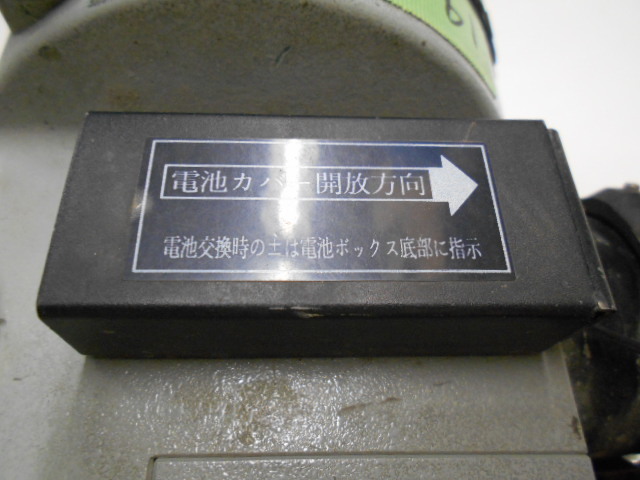 電池カバー開放方向
電池交換時の±は電池ボックス底部に指示